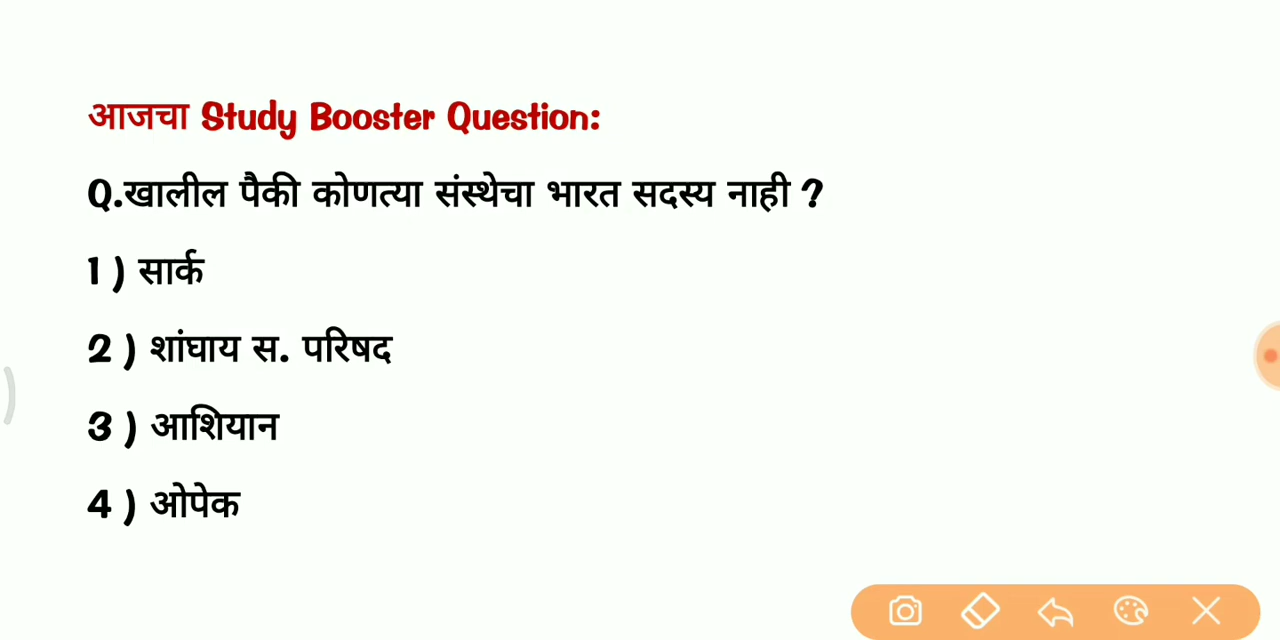 आजचा Study Booster Question:
Q.खालील पैकी कोणत्या संस्थेचा भारत सदस्य नाही ?
1 ) सार्क
2 ) शांघाय स. परिषद
3 ) आशियान
4 ) ओपेक